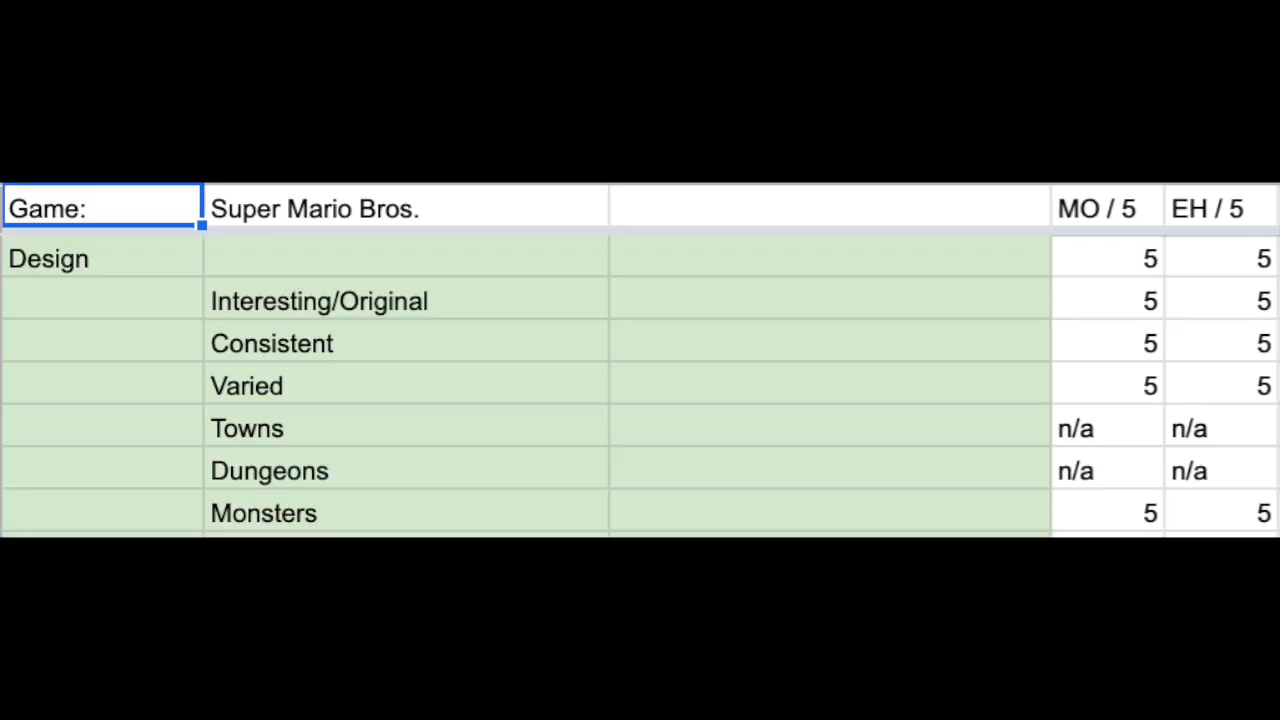 Game: Super Mario Bros. MO / 5 EH / 5
Design 5 5
Interesting/Original 5 5
Consistent 5 5
Varied 5 5
Towns n/a n/a
Dungeons n/a n/a
Monsters 5 5